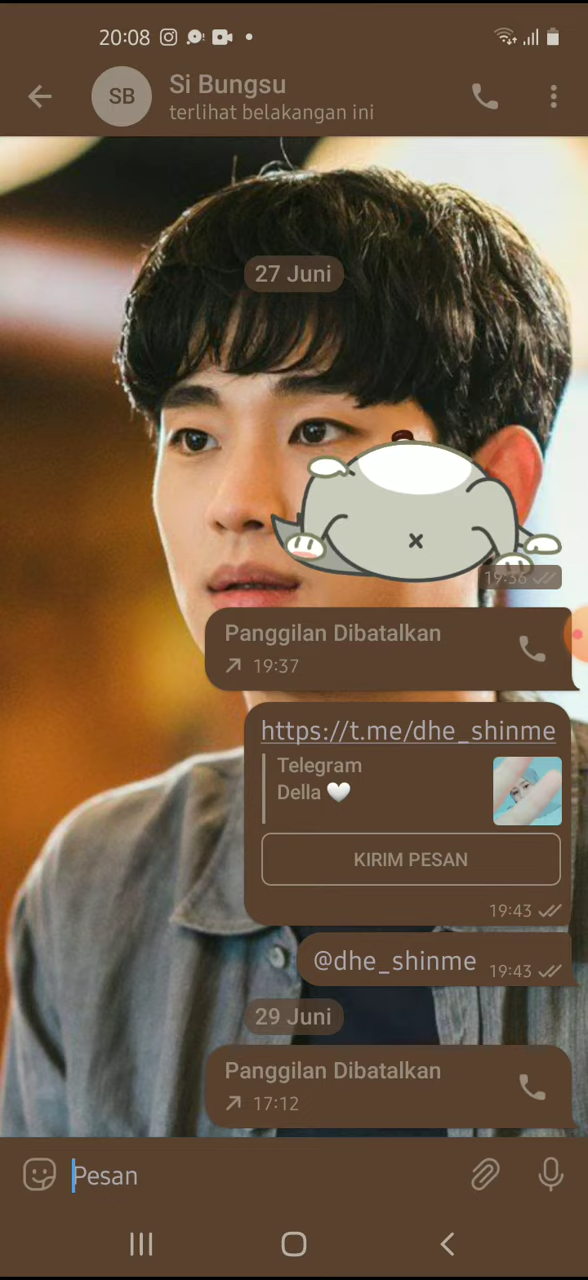 20:08
SB
Si Bungsu
terlihat belakangan ini
27 Juni
19:36
Panggilan Dibatalkan
19:37
https://t.me/dhe_shinme
Telegram
Della
KIRIM PESAN
19:43
@dhe_shinme 19:43
29 Juni
Panggilan Dibatalkan
17:12
Pesan